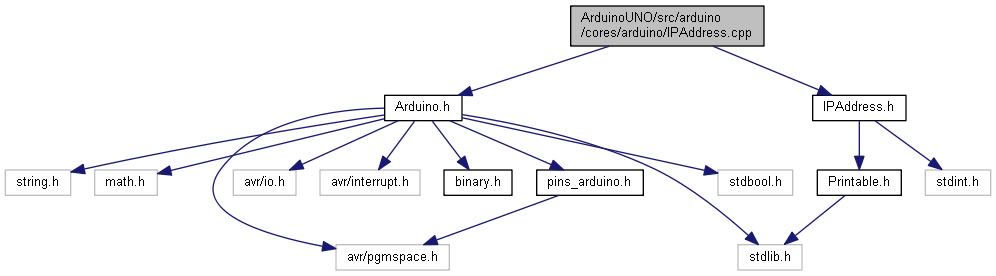 ArduinoUNO/src/arduino
/cores/arduino/IPAddress.cpp
Arduino.h
IPAddress.h
string.h
math.h
avr/io.h
avr/interrupt.h
binary.h
pins_arduino.h
stdbool.h
Printable.h
stdint.h
avr/pgmspace.h
stdlib.h